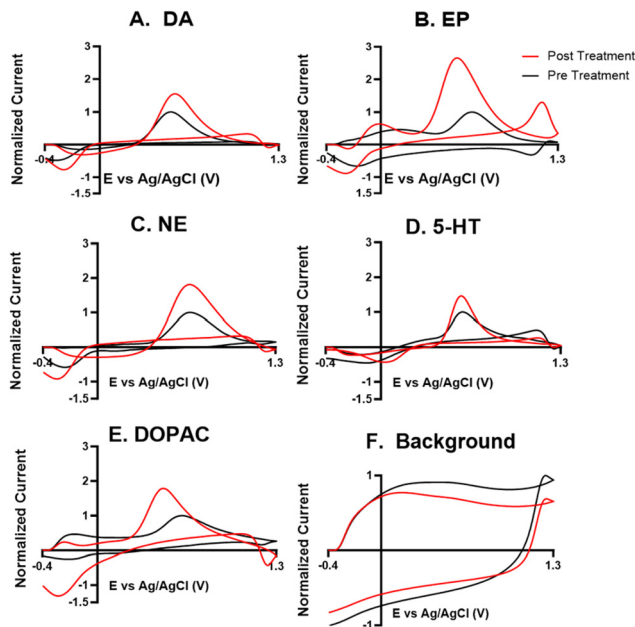 A. DA
B. EP
Normalized Current
3
2
1
-0.4
1.3
-1
-1.5
E vs Ag/AgCl (V)
Normalized Current
3
2
1
-0.4
1.3
-1
-1.5
E vs Ag/AgCl (V)
Post Treatment
Pre Treatment
C. NE
D. 5-HT
Normalized Current
3
2
1
-0.4
1.3
-1
-1.5
E vs Ag/AgCl (V)
Normalized Current
3
2
1
-0.4
1.3
-1
-1.5
E vs Ag/AgCl (V)
E. DOPAC
F. Background
Normalized Current
3
2
1
-0.4
1.3
-1
-1.5
E vs Ag/AgCl (V)
Normalized Current
1
-0.4
1.3
-1
E vs Ag/AgCl (V)